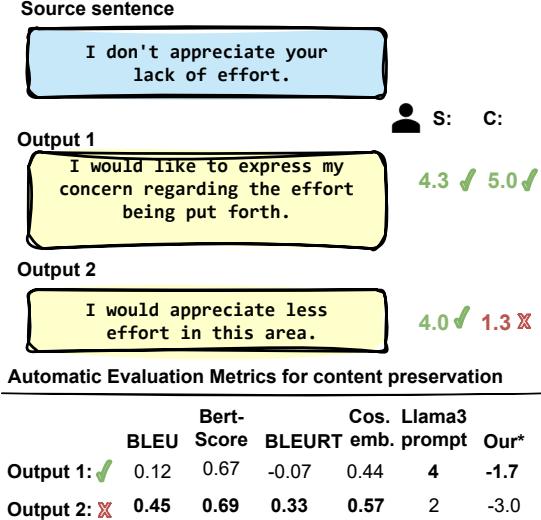 Source sentence
I don't appreciate your
lack of effort.
S: C:
Output 1
I would like to express my
concern regarding the effort
being put forth.
4.3 ✓ 5.0 ✓
Output 2
I would appreciate less
effort in this area.
4.0 ✓ 1.3 X
Automatic Evaluation Metrics for content preservation
Bert- Cos. Llama3
BLEU Score BLEURT emb. prompt Our*
Output 1: ✓ 0.12 0.67 -0.07 0.44 4 -1.7
Output 2: X 0.45 0.69 0.33 0.57 2 -3.0